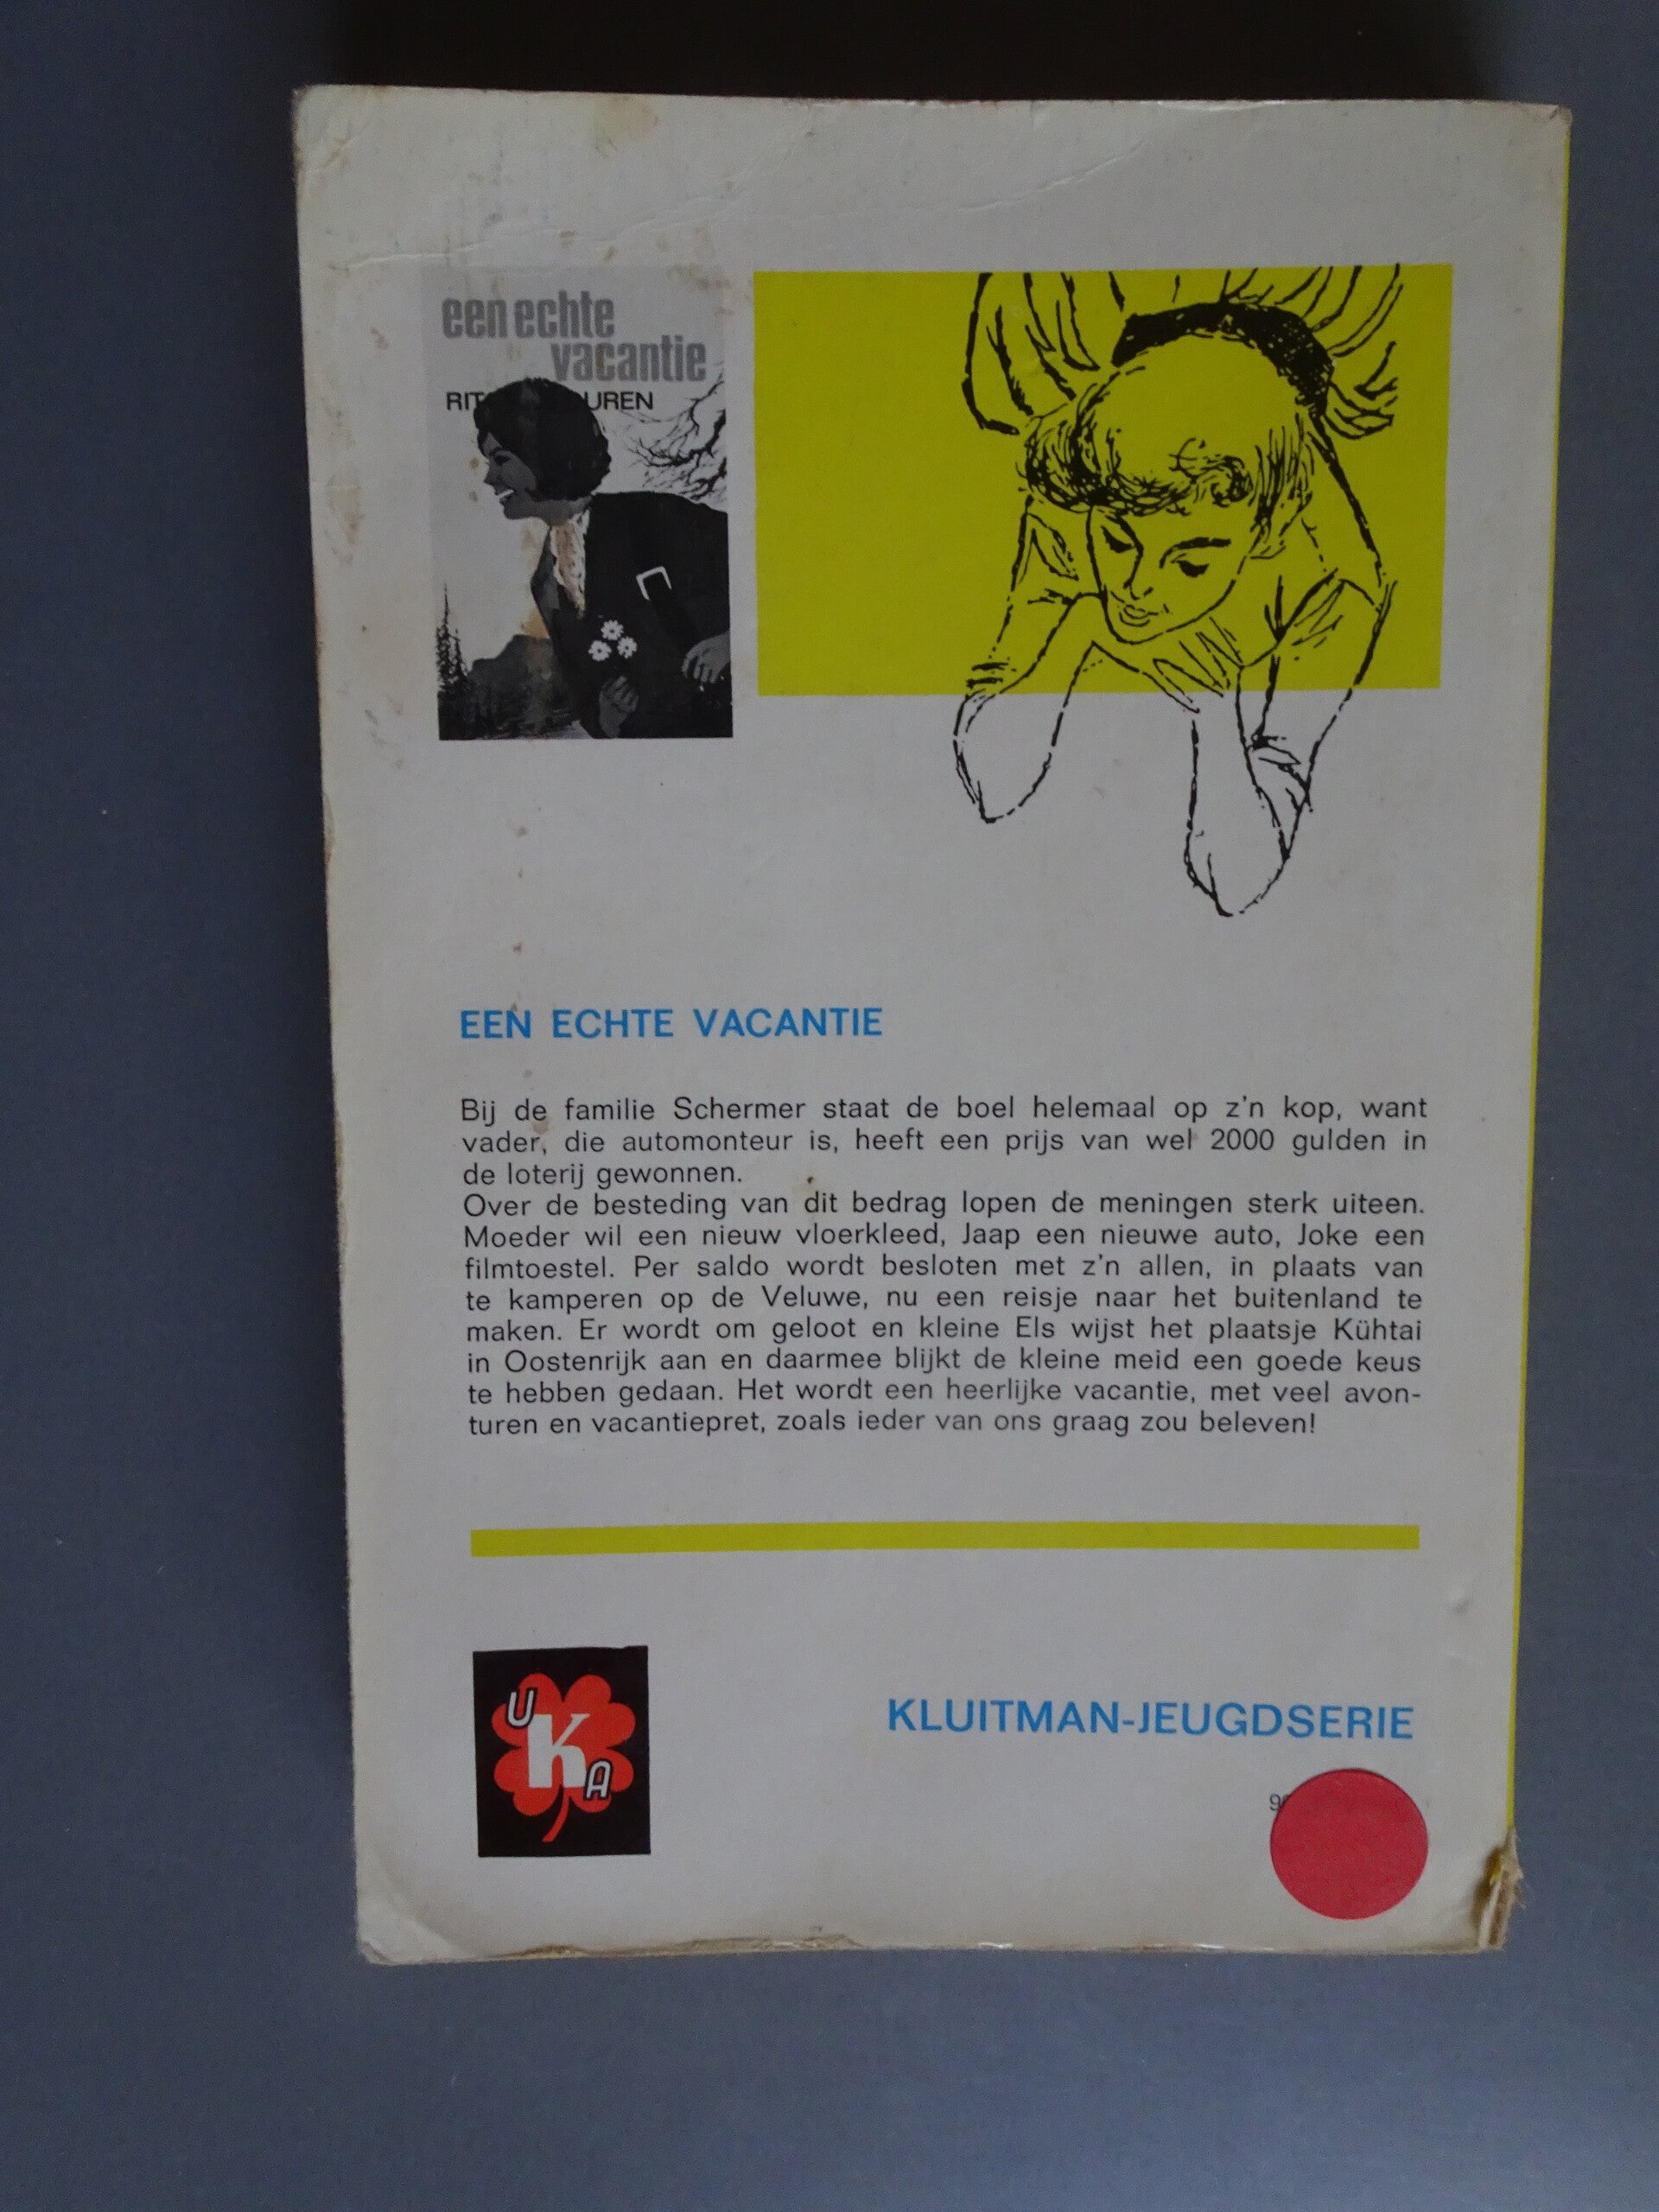 een echte
vacantie
EEN ECHTE VACANTIE
Bij de familie Schermer staat de boel helemaal op z'n kop, want
vader, die automonteur is, heeft een prijs van wel 2000 gulden in
de loterij gewonnen.
Over de besteding van dit bedrag lopen de meningen sterk uiteen.
Moeder wil een nieuw vloerkleed, Jaap een nieuwe auto, Joke een
filmtoestel. Per saldo wordt besloten met z'n allen, in plaats van
te kamperen op de Veluwe, nu een reisje naar het buitenland te
maken. Er wordt om geloot en kleine Els wijst het plaatsje Kühtai
in Oostenrijk aan en daarmee blijkt de kleine meid een goede keus
te hebben gedaan. Het wordt een heerlijke vacantie, met veel avon-
turen en vacantiepret, zoals ieder van ons graag zou beleven!
UKA
KLUITMAN-JEUGDSERIE